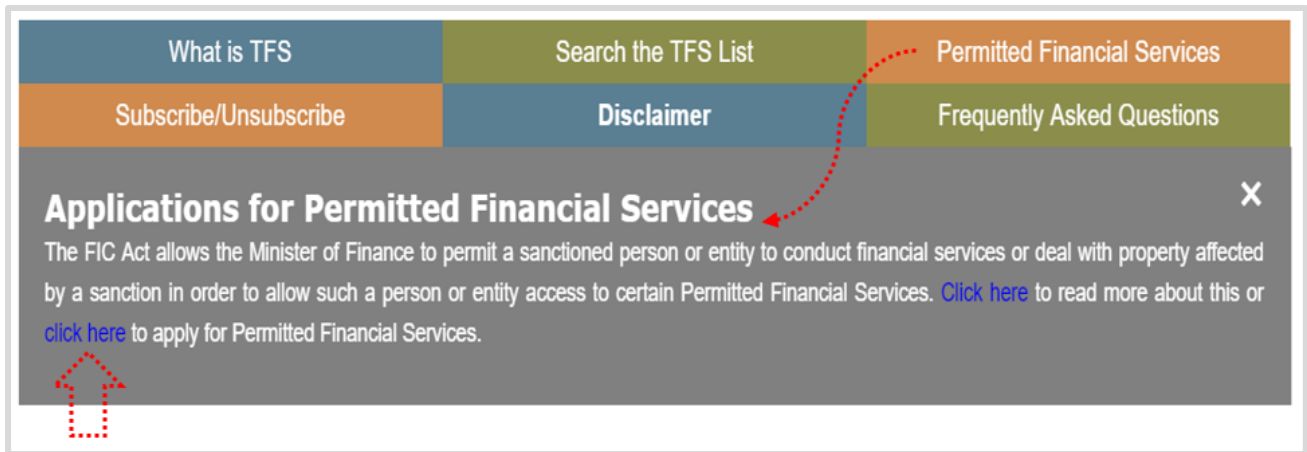 What is TFS
Search the TFS List
Permitted Financial Services
Subscribe/Unsubscribe
Disclaimer
Frequently Asked Questions
Applications for Permitted Financial Services
×
The FIC Act allows the Minister of Finance to permit a sanctioned person or entity to conduct financial services or deal with property affected
by a sanction in order to allow such a person or entity access to certain Permitted Financial Services. Click here to read more about this or
click here to apply for Permitted Financial Services.